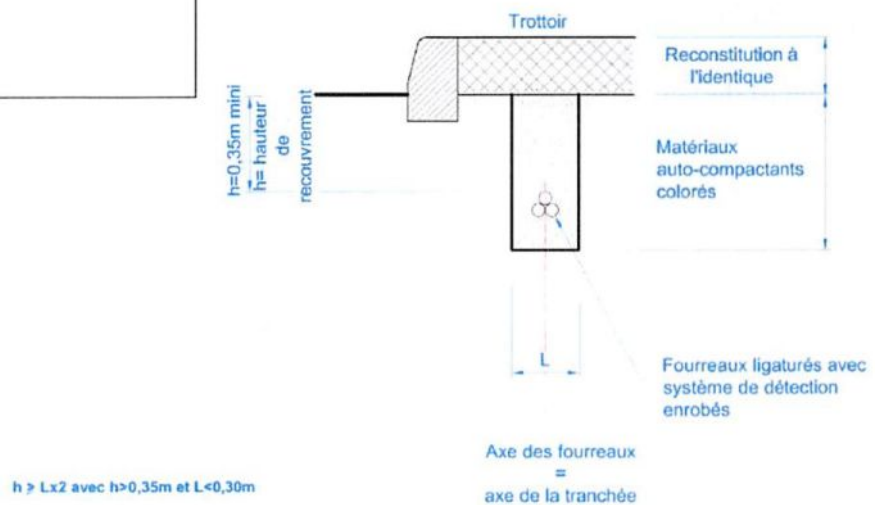 Trottoir
Reconstitution à
l'identique
h=0,35m mini
h= hauteur
de
recouvrement
Matériaux
auto-compactants
colorés
L
Fourreaux ligaturés avec
système de détection
enrobés
Axe des fourreaux
=
axe de la tranchée
h ≥ Lx2 avec h>0,35m et L<0,30m